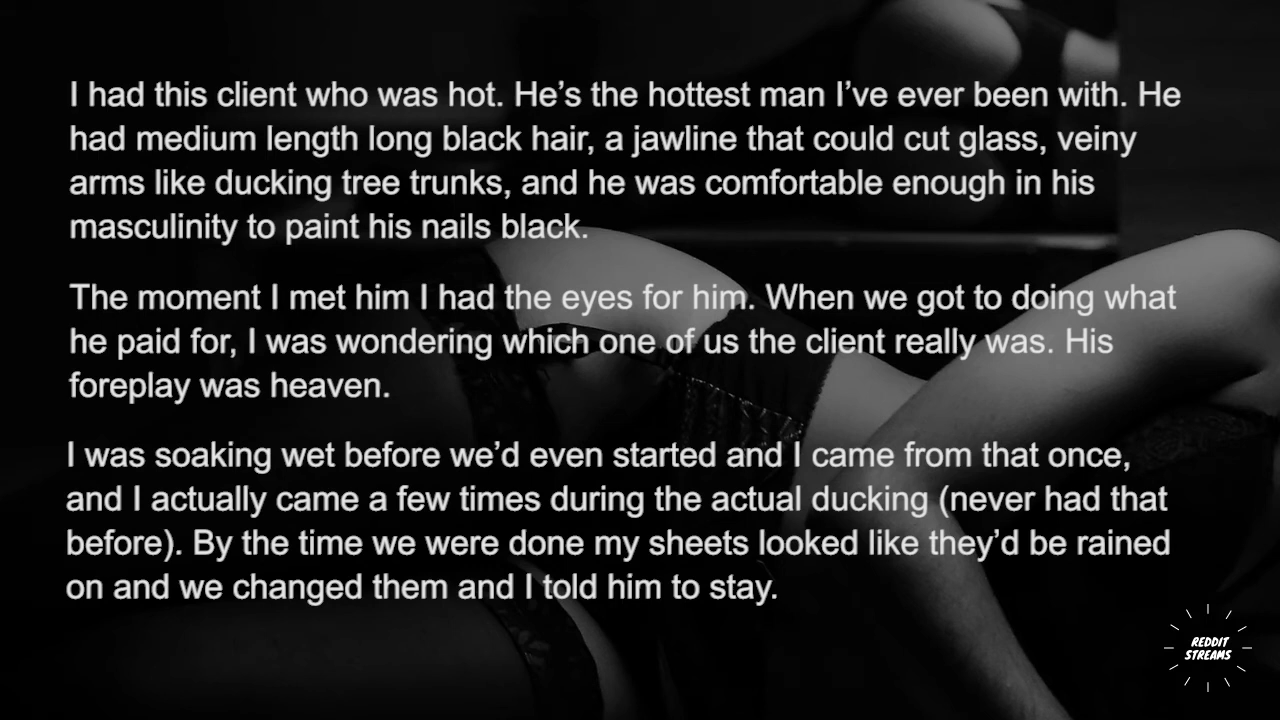 I had this client who was hot. He’s the hottest man I’ve ever been with. He
had medium length long black hair, a jawline that could cut glass, veiny
arms like ducking tree trunks, and he was comfortable enough in his
masculinity to paint his nails black.
The moment I met him I had the eyes for him. When we got to doing what
he paid for, I was wondering which one of us the client really was. His
foreplay was heaven.
I was soaking wet before we’d even started and I came from that once,
and I actually came a few times during the actual ducking (never had that
before). By the time we were done my sheets looked like they’d be rained
on and we changed them and I told him to stay.
REDDIT
STREAMS